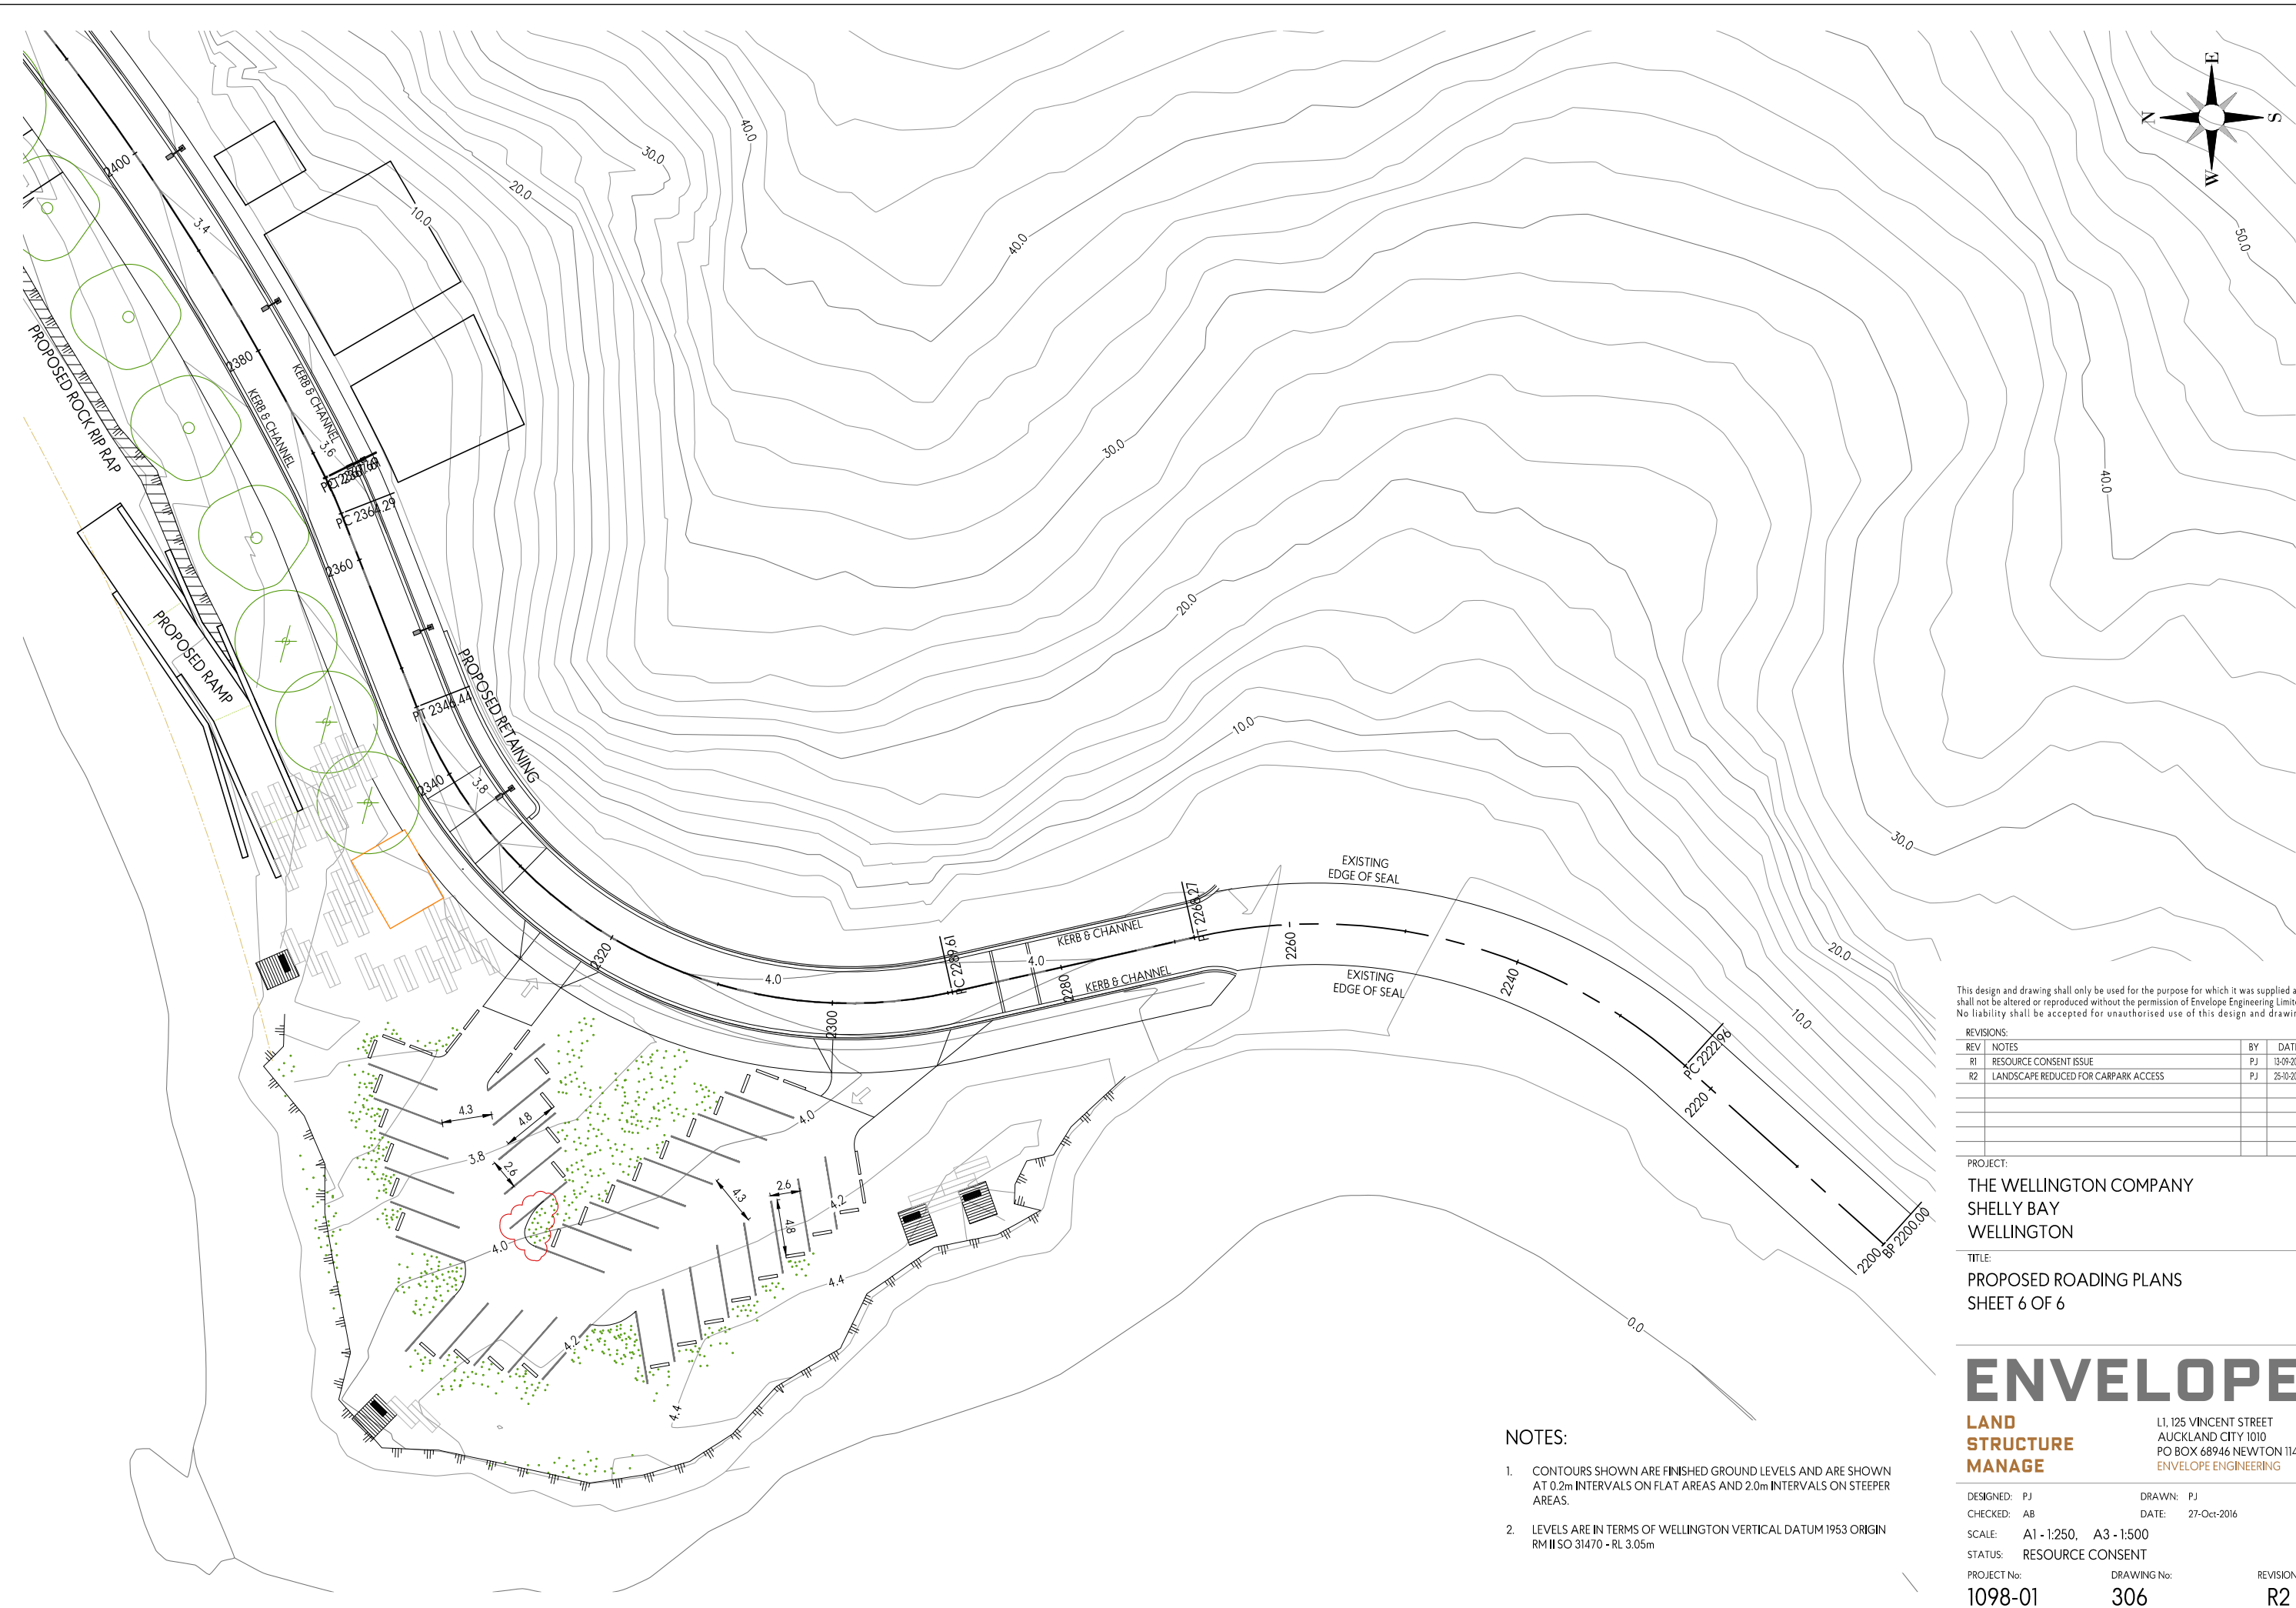 E
N
S
W
40.0
30.0
20.0
10.0
40.0
50.0
40.0
30.0
20.0
10.0
30.0
20.0
10.0
0.0
2400
3.4
2380
KERB & CHANNEL
KERB & CHANNEL
3.6
PC 2364.29
2360
PROPOSED ROCK RIP RAP
PROPOSED RAMP
PROPOSED RETAINING
PT 2346.44
2340
3.8
2320
4.0
2300
PC 2289.61
4.0
2280
KERB & CHANNEL
KERB & CHANNEL
PT 2268.27
2260
EXISTING
EDGE OF SEAL
EXISTING
EDGE OF SEAL
2240
PC 2222.96
2220
2200
BP 2200.00
4.3
4.8
2.6
3.8
4.0
4.0
4.3
2.6
4.8
4.2
4.4
4.2
4.4
NOTES:
1. CONTOURS SHOWN ARE FINISHED GROUND LEVELS AND ARE SHOWN
AT 0.2m INTERVALS ON FLAT AREAS AND 2.0m INTERVALS ON STEEPER
AREAS.
2. LEVELS ARE IN TERMS OF WELLINGTON VERTICAL DATUM 1953 ORIGIN
RM II SO 31470 - RL 3.05m
This design and drawing shall only be used for the purpose for which it was supplied
shall not be altered or reproduced without the permission of Envelope Engineering
No liability shall be accepted for unauthorised use of this design and
REVISIONS:
REV NOTES BY
R1 RESOURCE CONSENT ISSUE PJ
R2 LANDSCAPE REDUCED FOR CARPARK ACCESS PJ
PROJECT:
THE WELLINGTON COMPANY
SHELLY BAY
WELLINGTON
TITLE:
PROPOSED ROADING PLANS
SHEET 6 OF 6
ENVELOPE
LAND
STRUCTURE
MANAGE
L1, 125 VINCENT STREET
AUCKLAND CITY 1010
PO BOX 68946 NEWTON
ENVELOPE ENGINEERING
DESIGNED: PJ DRAWN: PJ
CHECKED: AB DATE: 27-Oct-2016
SCALE: A1 - 1:250, A3 - 1:500
STATUS: RESOURCE CONSENT
PROJECT No: DRAWING No: REVISION
1098-01 306 R2